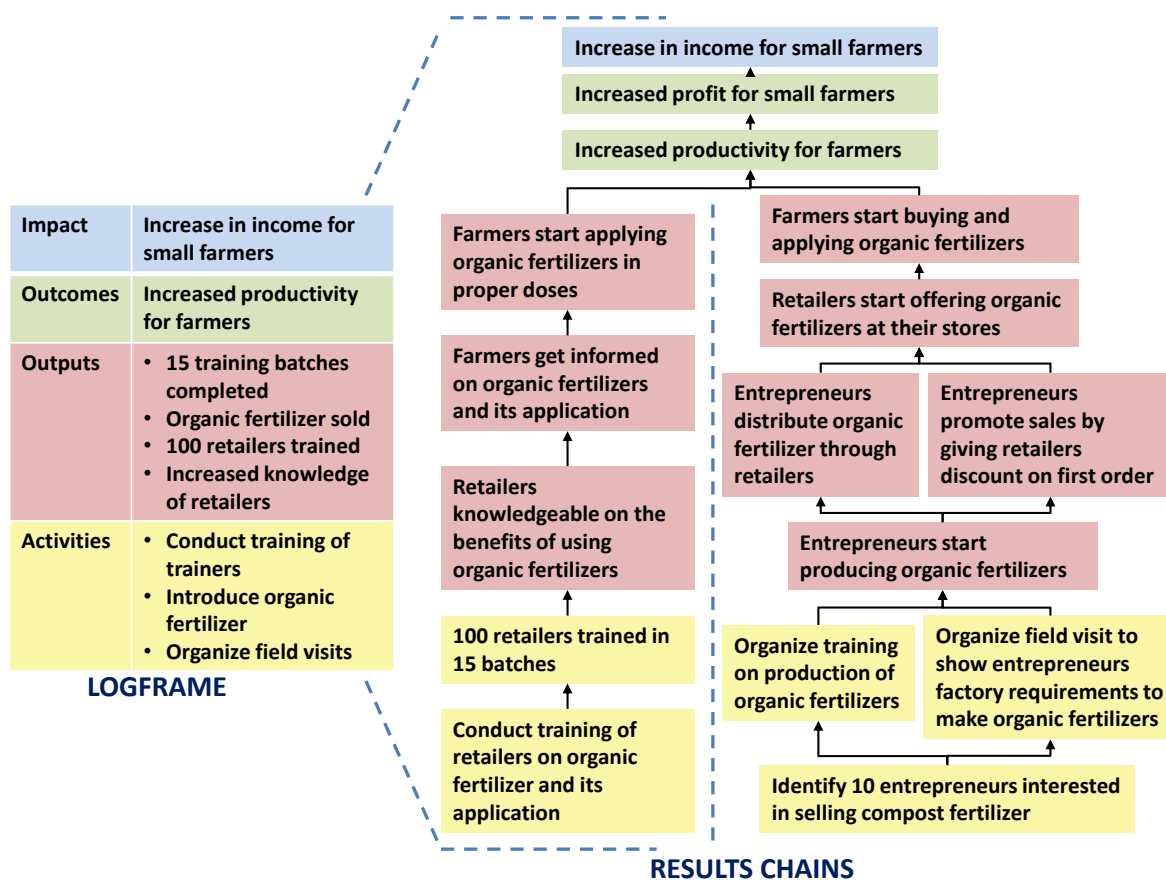 Impact
Increase in income for
small farmers
Outcomes
Increased productivity
for farmers
Outputs
• 15 training batches
completed
• Organic fertilizer sold
• 100 retailers trained
• Increased knowledge
of retailers
Activities
• Conduct training of
trainers
• Introduce organic
fertilizer
• Organize field visits
LOGFRAME
Increase in income for small farmers
Increased profit for small farmers
Increased productivity for farmers
Farmers start applying
organic fertilizers in
proper doses
Farmers get informed
on organic fertilizers
and its application
Retailers
knowledgeable on the
benefits of using
organic fertilizers
100 retailers trained in
15 batches
Conduct training of
retailers on organic
fertilizer and its
application
Farmers start buying and
applying organic fertilizers
Retailers start offering organic
fertilizers at their stores
Entrepreneurs
distribute organic
fertilizer through
retailers
Entrepreneurs
promote sales by
giving retailers
discount on first order
Entrepreneurs start
producing organic fertilizers
Organize training
on production of
organic fertilizers
Organize field visit to
show entrepreneurs
factory requirements to
make organic fertilizers
Identify 10 entrepreneurs interested
in selling compost fertilizer
RESULTS CHAINS